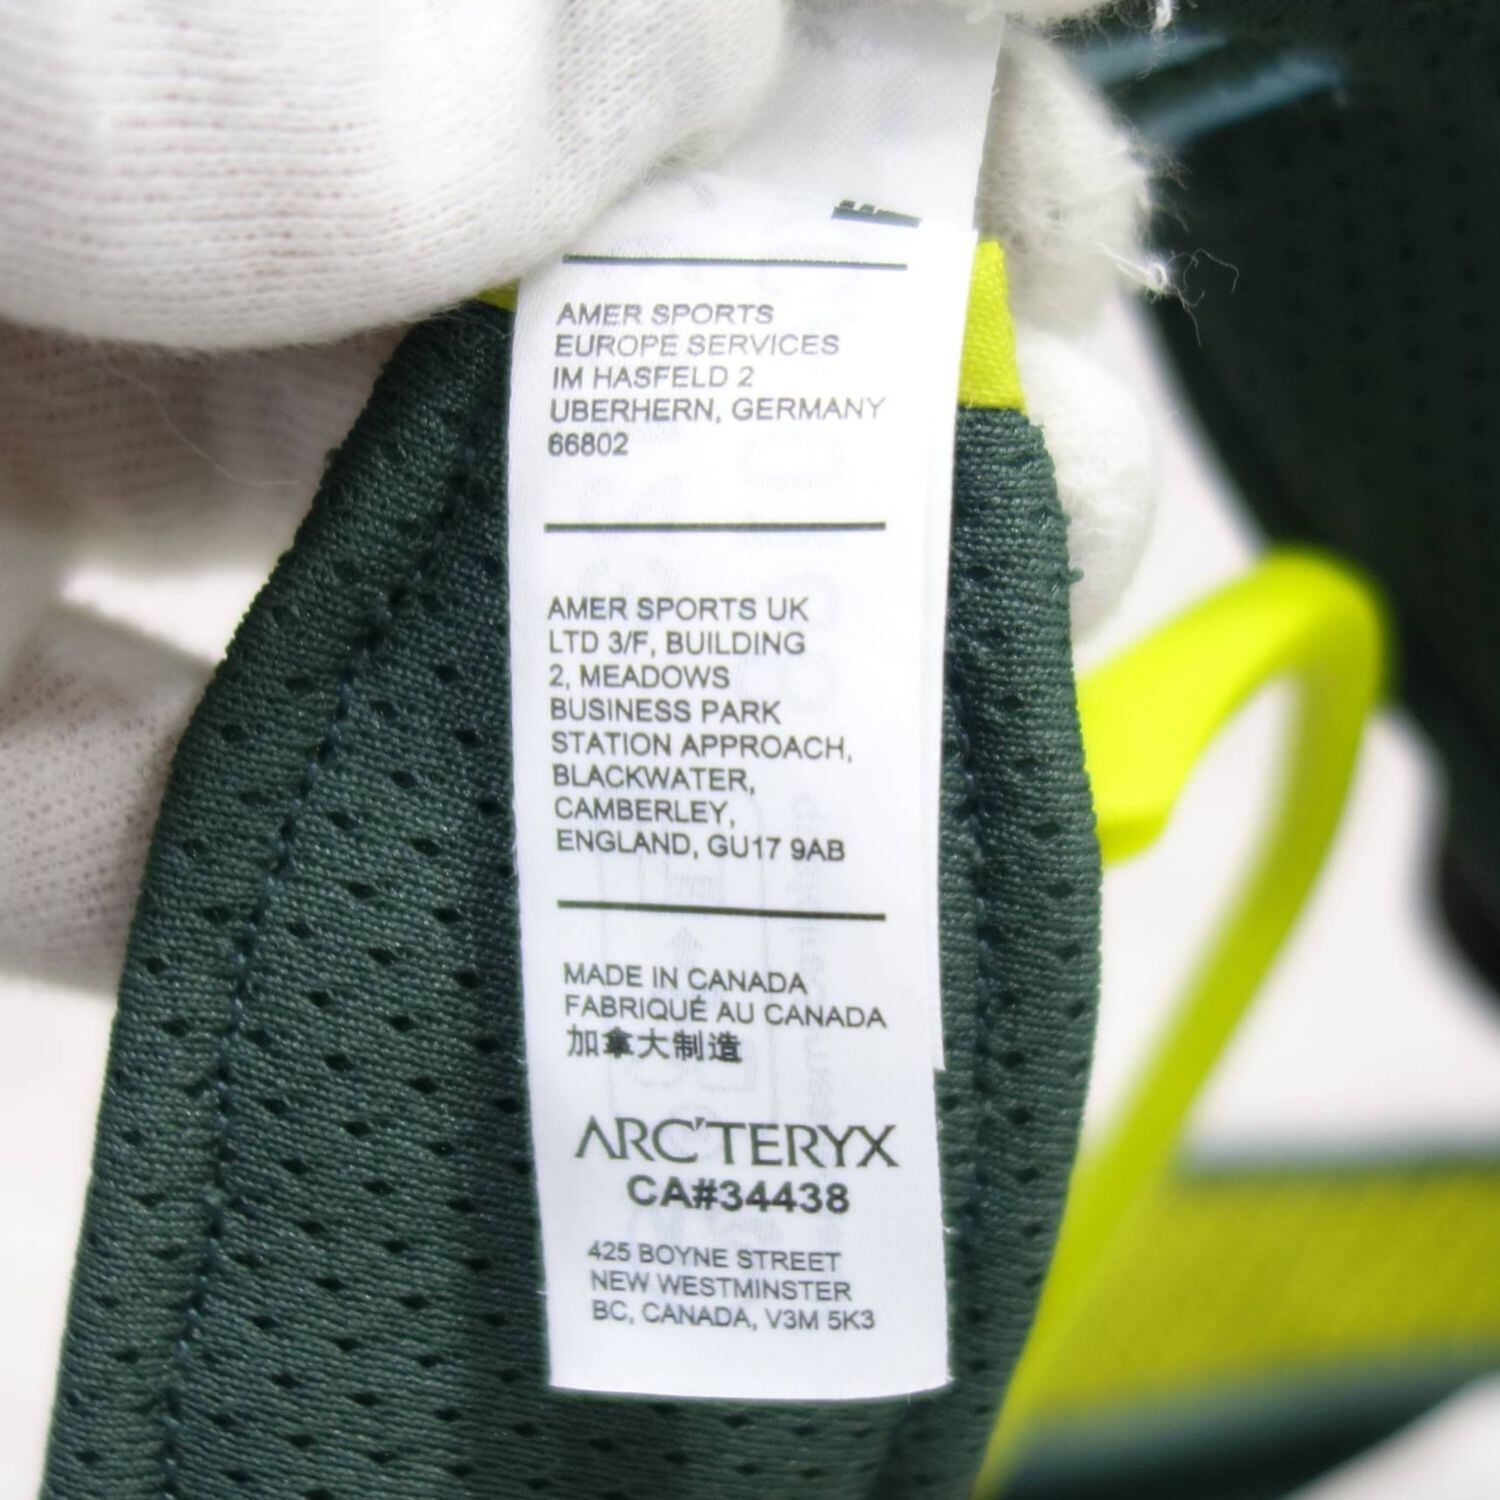 AMER SPORTS
EUROPE SERVICES
IM HASFELD 2
UBERHERN, GERMANY
66802
AMER SPORTS UK
LTD 3/F, BUILDING
2, MEADOWS
BUSINESS PARK
STATION APPROACH,
BLACKWATER,
CAMBERLEY,
ENGLAND, GU17 9AB
MADE IN CANADA
FABRIQUÉ AU CANADA
加拿大制造
ARC'TERYX
CA#34438
425 BOYNE STREET
NEW WESTMINSTER
BC, CANADA, V3M 5K3